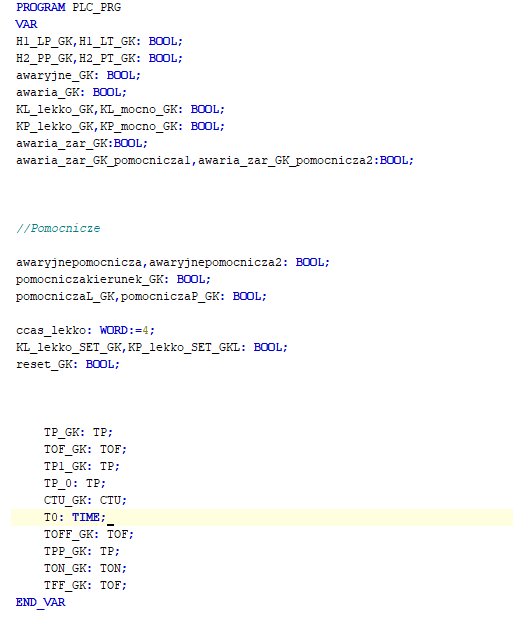 PROGRAM PLC_PRG
VAR
H1_LP_GK,H1_LT_GK: BOOL;
H2_PP_GK,H2_PT_GK: BOOL;
awaryjne_GK: BOOL;
awaria_GK: BOOL;
KL_lekko_GK,KL_mocno_GK: BOOL;
KP_lekko_GK,KP_mocno_GK: BOOL;
awaria_zar_GK:BOOL;
awaria_zar_GK_pomocnicza1,awaria_zar_GK_pomocnicza2:BOOL;
//Pomocnicze
awaryjnepomocnicza,awaryjnepomocnicza2: BOOL;
pomocniczakierunek_GK: BOOL;
pomocniczaL_GK,pomocniczaP_GK: BOOL;
ccas_lekko: WORD:=4;
KL_lekko_SET_GK,KP_lekko_SET_GKL: BOOL;
reset_GK: BOOL;
TP_GK: TP;
TOF_GK: TOF;
TP1_GK: TP;
TP_0: TP;
CTU_GK: CTU;
T0: TIME;
TOFF_GK: TOF;
TPP_GK: TP;
TON_GK: TON;
TFF_GK: TOF;
END_VAR